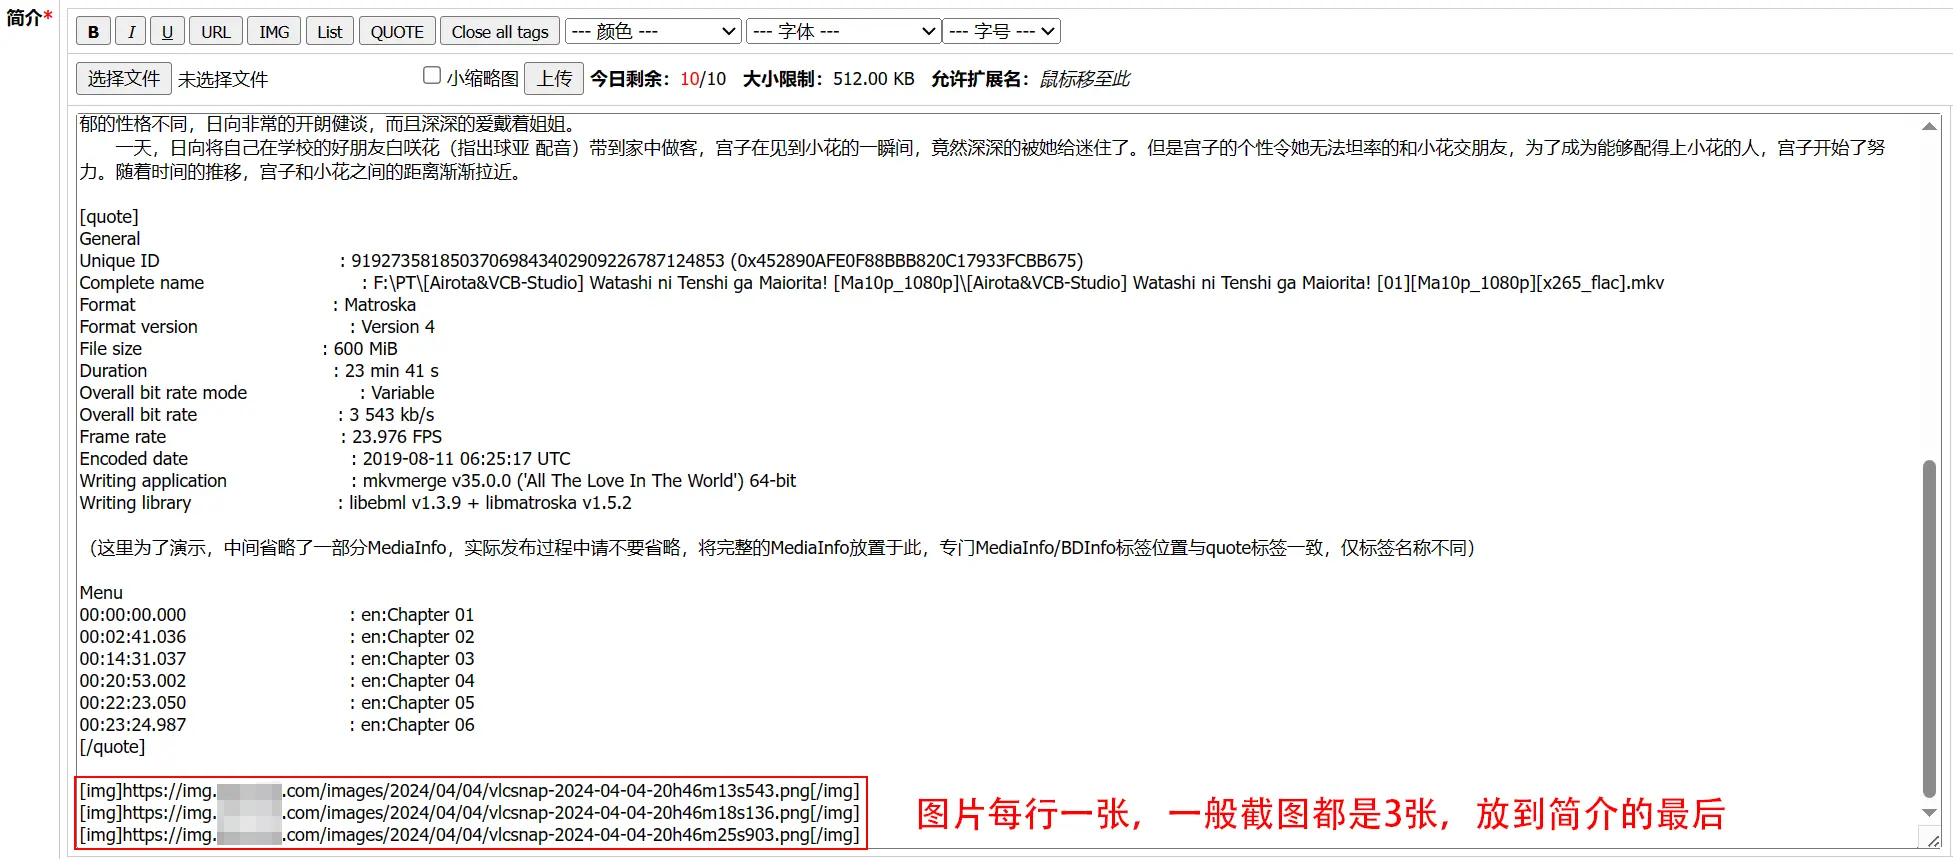 简介*
B I U URL IMG List QUOTE Close all tags --- 颜色 --- --- 字体 --- --- 字号 ---
选择文件 未选择文件 小缩略图 上传 今日剩余：10/10 大小限制：512.00 KB 允许扩展名：鼠标移至此
郁的性格不同，日向非常的开朗健谈，而且深深的爱戴着姐姐。
一天，日向将自己在学校的好朋友白咲花（指出球亚 配音）带到家中做客，宫子在见到小花的一瞬间，竟然深深的被她给迷住了。但是宫子的个性令她无法坦率的和小花交朋友，为了成为能够配得上小花的人，宫子开始了努
力。随着时间的推移，宫子和小花之间的距离渐渐拉近。
[quote]
General
Unique ID : 91927358185037069843402909226787124853 (0x452890AFE0F88BBB820C17933FCBB675)
Complete name : F:\PT\[Airota&VCB-Studio] Watashi ni Tenshi ga Maiorita! [Ma10p_1080p]\[Airota&VCB-Studio] Watashi ni Tenshi ga Maiorita! [01][Ma10p_1080p][x265_flac].mkv
Format : Matroska
Format version : Version 4
File size : 600 MiB
Duration : 23 min 41 s
Overall bit rate mode : Variable
Overall bit rate : 3 543 kb/s
Frame rate : 23.976 FPS
Encoded date : 2019-08-11 06:25:17 UTC
Writing application : mkvmerge v35.0.0 ('All The Love In The World') 64-bit
Writing library : libebml v1.3.9 + libmatroska v1.5.2
（这里为了演示，中间省略了一部分MediaInfo，实际发布过程中请不要省略，将完整的MediaInfo放置于此，专门MediaInfo/BDInfo标签位置与quote标签一致，仅标签名称不同）
Menu
00:00:00.000 : en:Chapter 01
00:02:41.036 : en:Chapter 02
00:14:31.037 : en:Chapter 03
00:20:53.002 : en:Chapter 04
00:22:23.050 : en:Chapter 05
00:23:24.987 : en:Chapter 06
[/quote]
[img]https://img. .com/images/2024/04/04/vlcsnap-2024-04-04-20h46m13s543.png[/img]
[img]https://img. .com/images/2024/04/04/vlcsnap-2024-04-04-20h46m18s136.png[/img]
[img]https://img. .com/images/2024/04/04/vlcsnap-2024-04-04-20h46m25s903.png[/img]
图片每行一张，一般截图都是3张，放到简介的最后